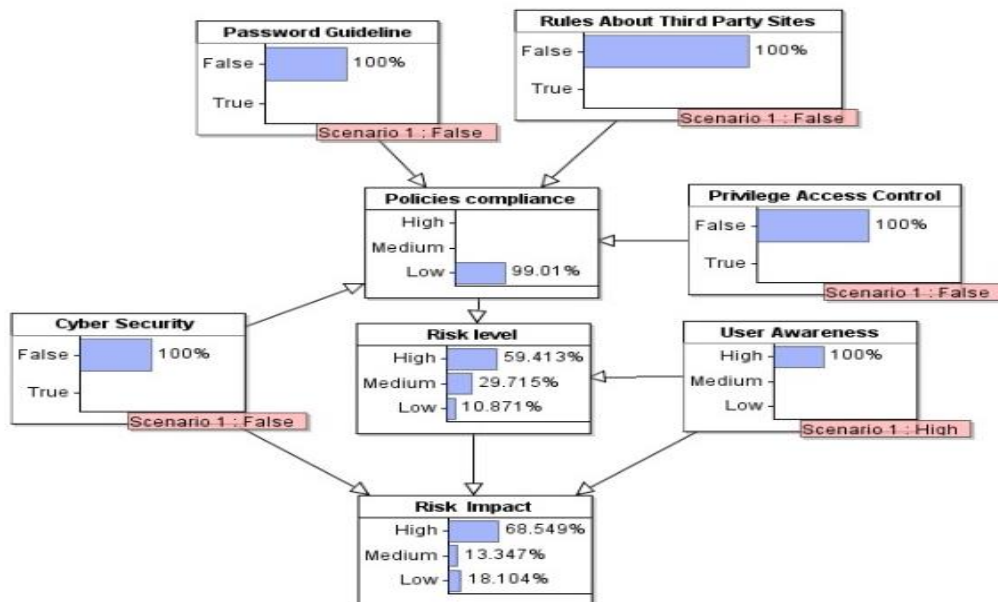 Password Guideline
False 100%
True
Scenario 1 : False
Rules About Third Party Sites
False 100%
True
Scenario 1 : False
Policies compliance
High
Medium
Low 99.01%
Privilege Access Control
False 100%
True
Scenario 1 : False
Cyber Security
False 100%
True
Scenario 1 : False
Risk level
High 59.413%
Medium 29.715%
Low 10.871%
User Awareness
High 100%
Medium
Low
Scenario 1 : High
Risk Impact
High 68.549%
Medium 13.347%
Low 18.104%